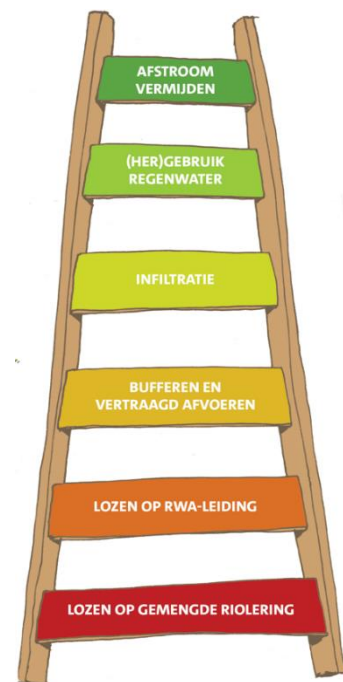 AFSTROOM
VERMIJDEN
(HER)GEBRUIK
REGENWATER
INFILTRATIE
BUFFEREN EN
VERTRAAGD AFVOEREN
LOZEN OP RWA-LEIDING
LOZEN OP GEMENGDE RIOLERING